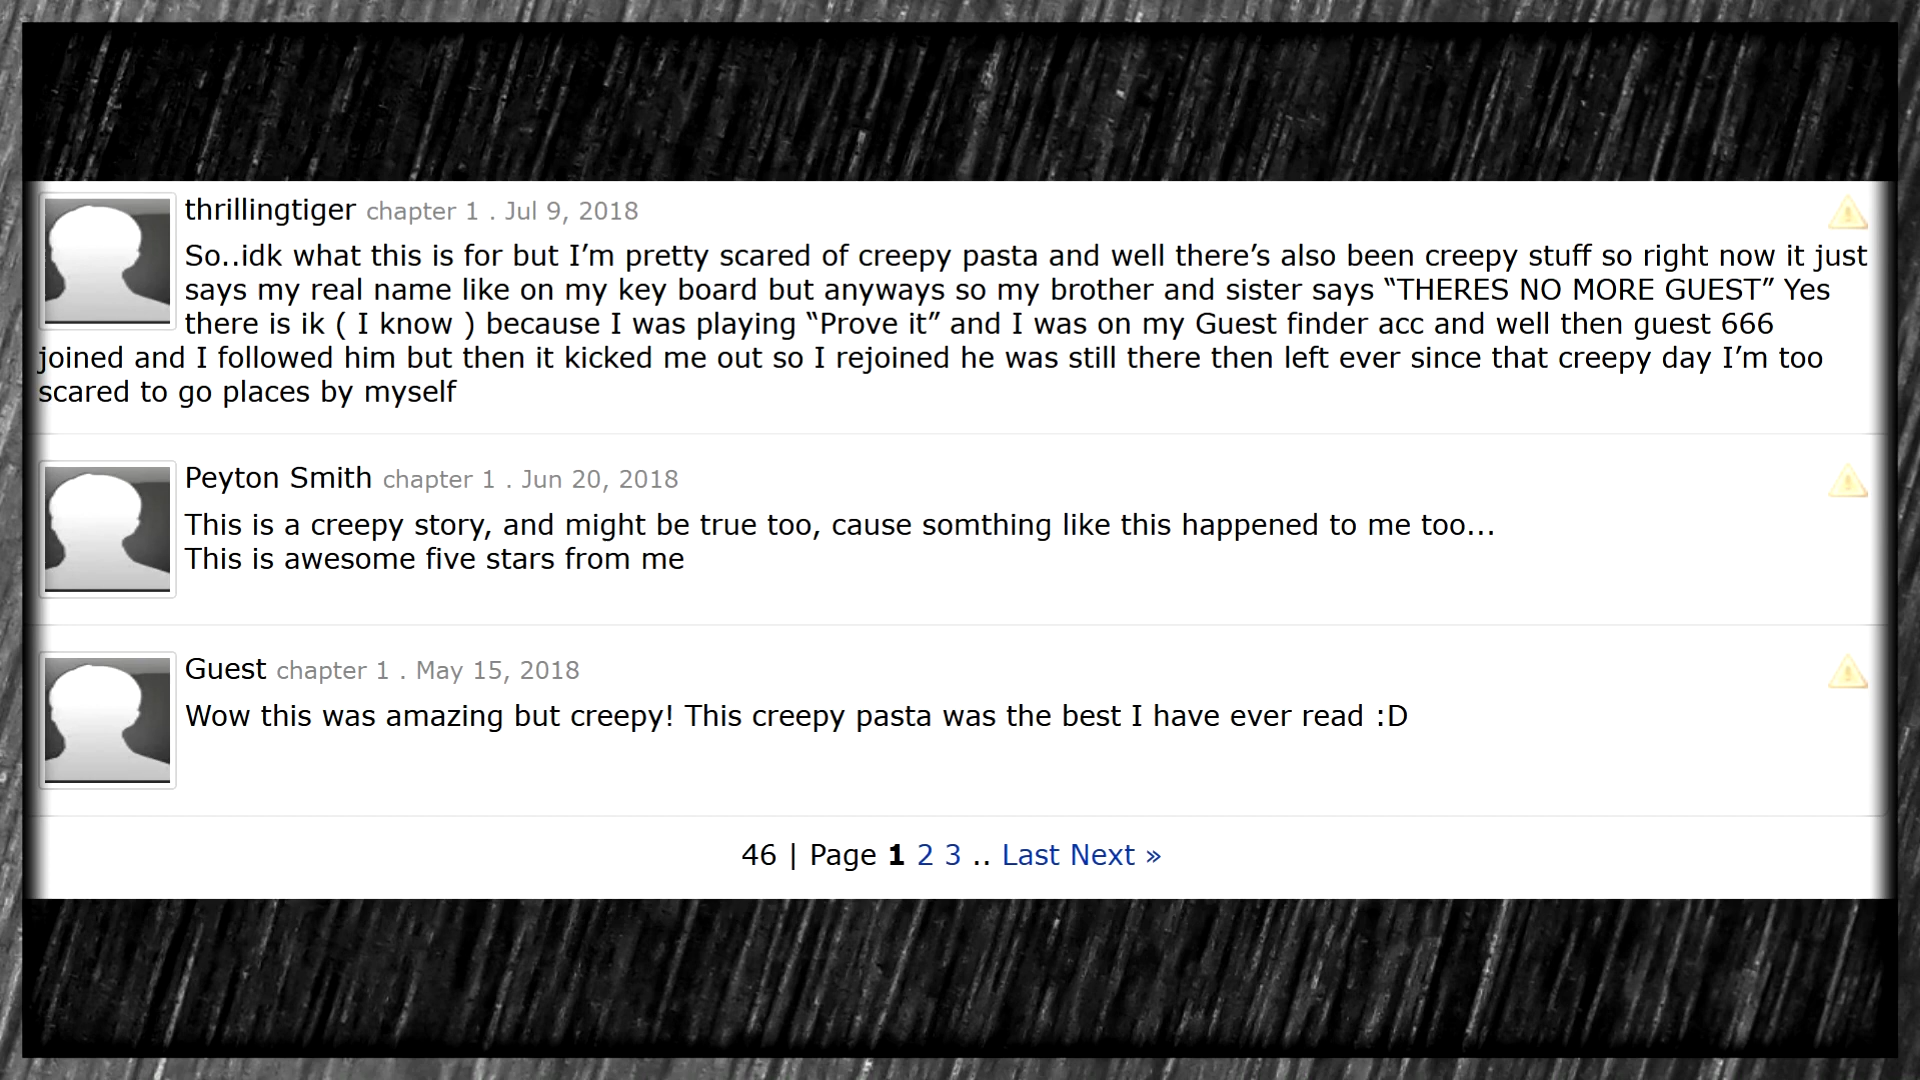 thrillingtiger chapter 1 . Jul 9, 2018
So..idk what this is for but I’m pretty scared of creepy pasta and well there’s also been creepy stuff so right now it just
says my real name like on my key board but anyways so my brother and sister says “THERES NO MORE GUEST” Yes
there is ik ( I know ) because I was playing “Prove it” and I was on my Guest finder acc and well then guest 666
joined and I followed him but then it kicked me out so I rejoined he was still there then left ever since that creepy day I’m too
scared to go places by myself
Peyton Smith chapter 1 . Jun 20, 2018
This is a creepy story, and might be true too, cause somthing like this happened to me too...
This is awesome five stars from me
Guest chapter 1 . May 15, 2018
Wow this was amazing but creepy! This creepy pasta was the best I have ever read :D
46 | Page 1 2 3 .. Last Next »